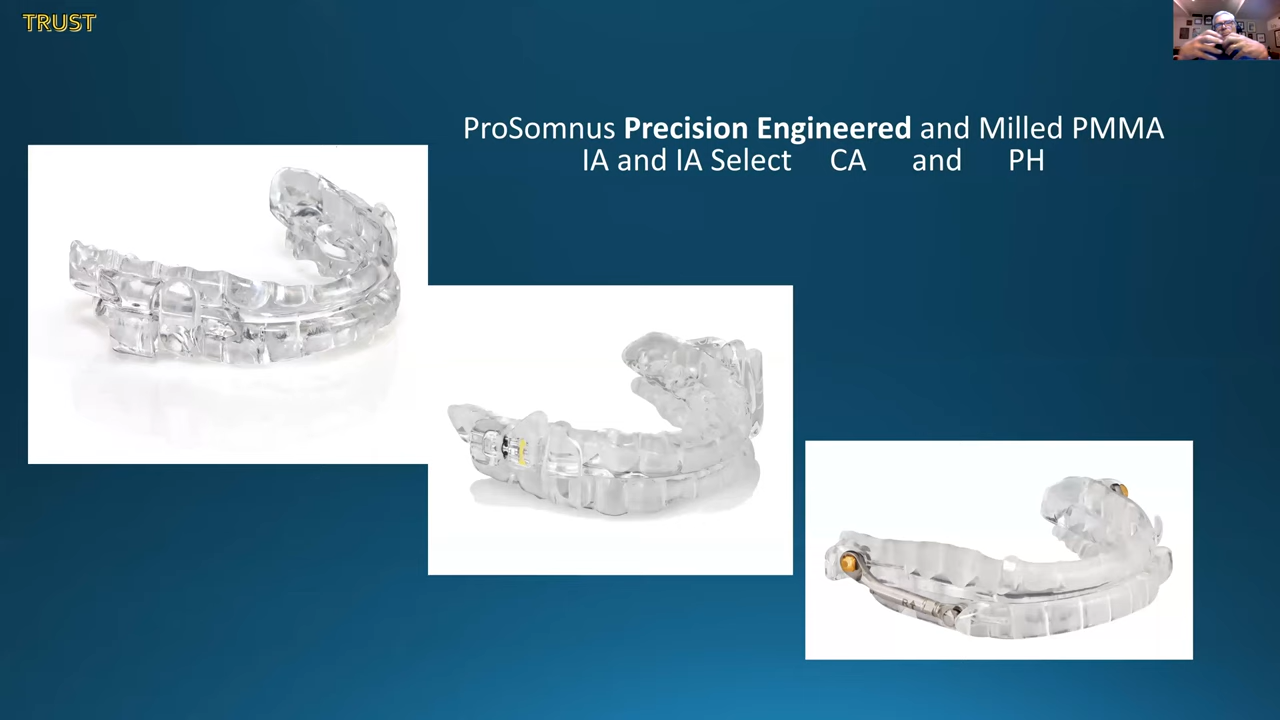 TRUST
ProSomnus Precision Engineered and Milled PMMA
IA and IA Select CA and PH